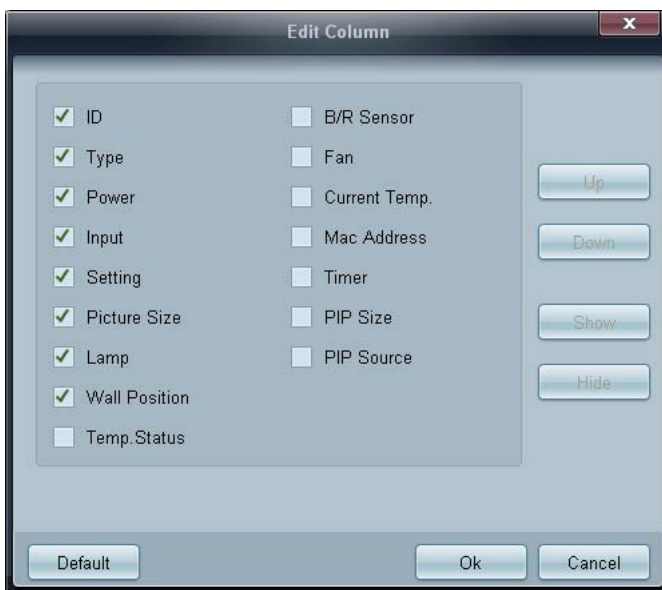 Edit Column
x
ID
Type
Power
Input
Setting
Picture Size
Lamp
Wall Position
Temp.Status
B/R Sensor
Fan
Current Temp.
Mac Address
Timer
PIP Size
PIP Source
Up
Down
Show
Hide
Default
Ok
Cancel